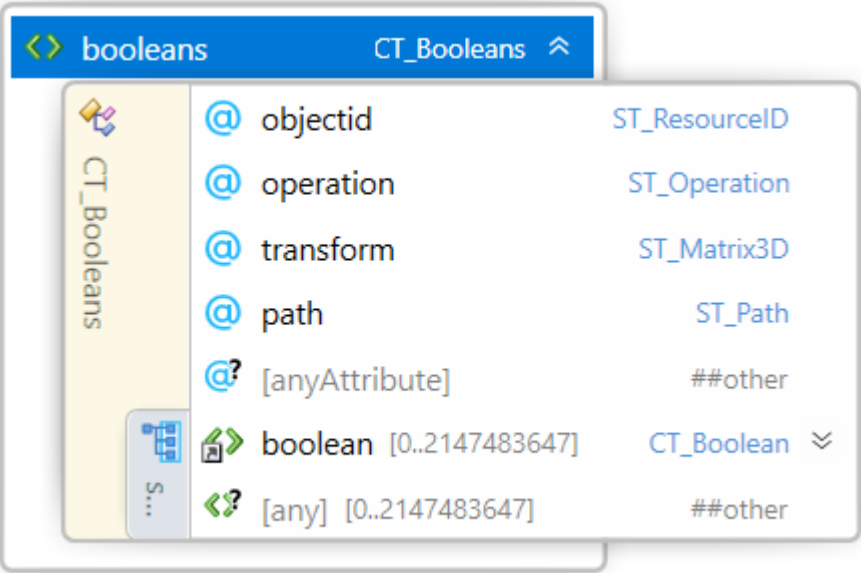 booleans CT_Booleans
CT_Booleans
@ objectid ST_ResourceID
@ operation ST_Operation
@ transform ST_Matrix3D
@ path ST_Path
@? [anyAttribute] ##other
boolean [0..2147483647] CT_Boolean
S...
<>? [any] [0..2147483647] ##other